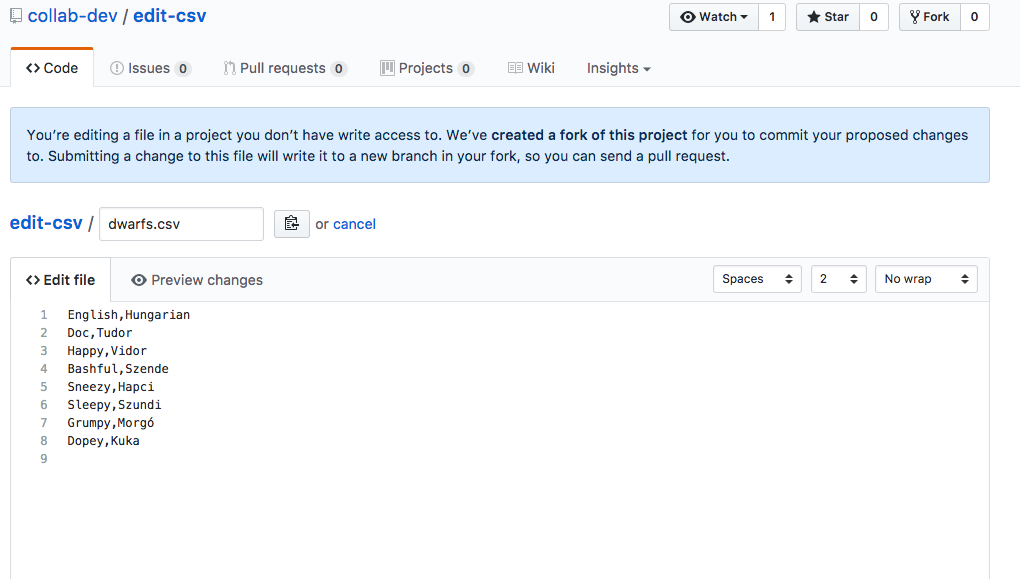 collab-dev / edit-csv
Watch 1 Star 0 Fork 0
Code Issues 0 Pull requests 0 Projects 0 Wiki Insights
You’re editing a file in a project you don’t have write access to. We’ve created a fork of this project for you to commit your proposed changes
to. Submitting a change to this file will write it to a new branch in your fork, so you can send a pull request.
edit-csv / dwarfs.csv or cancel
Edit file Preview changes Spaces 2 No wrap
1 English,Hungarian
2 Doc,Tudor
3 Happy,Vidor
4 Bashful,Szende
5 Sneezy,Hapci
6 Sleepy,Szundi
7 Grumpy,Morgó
8 Dopey,Kuka
9